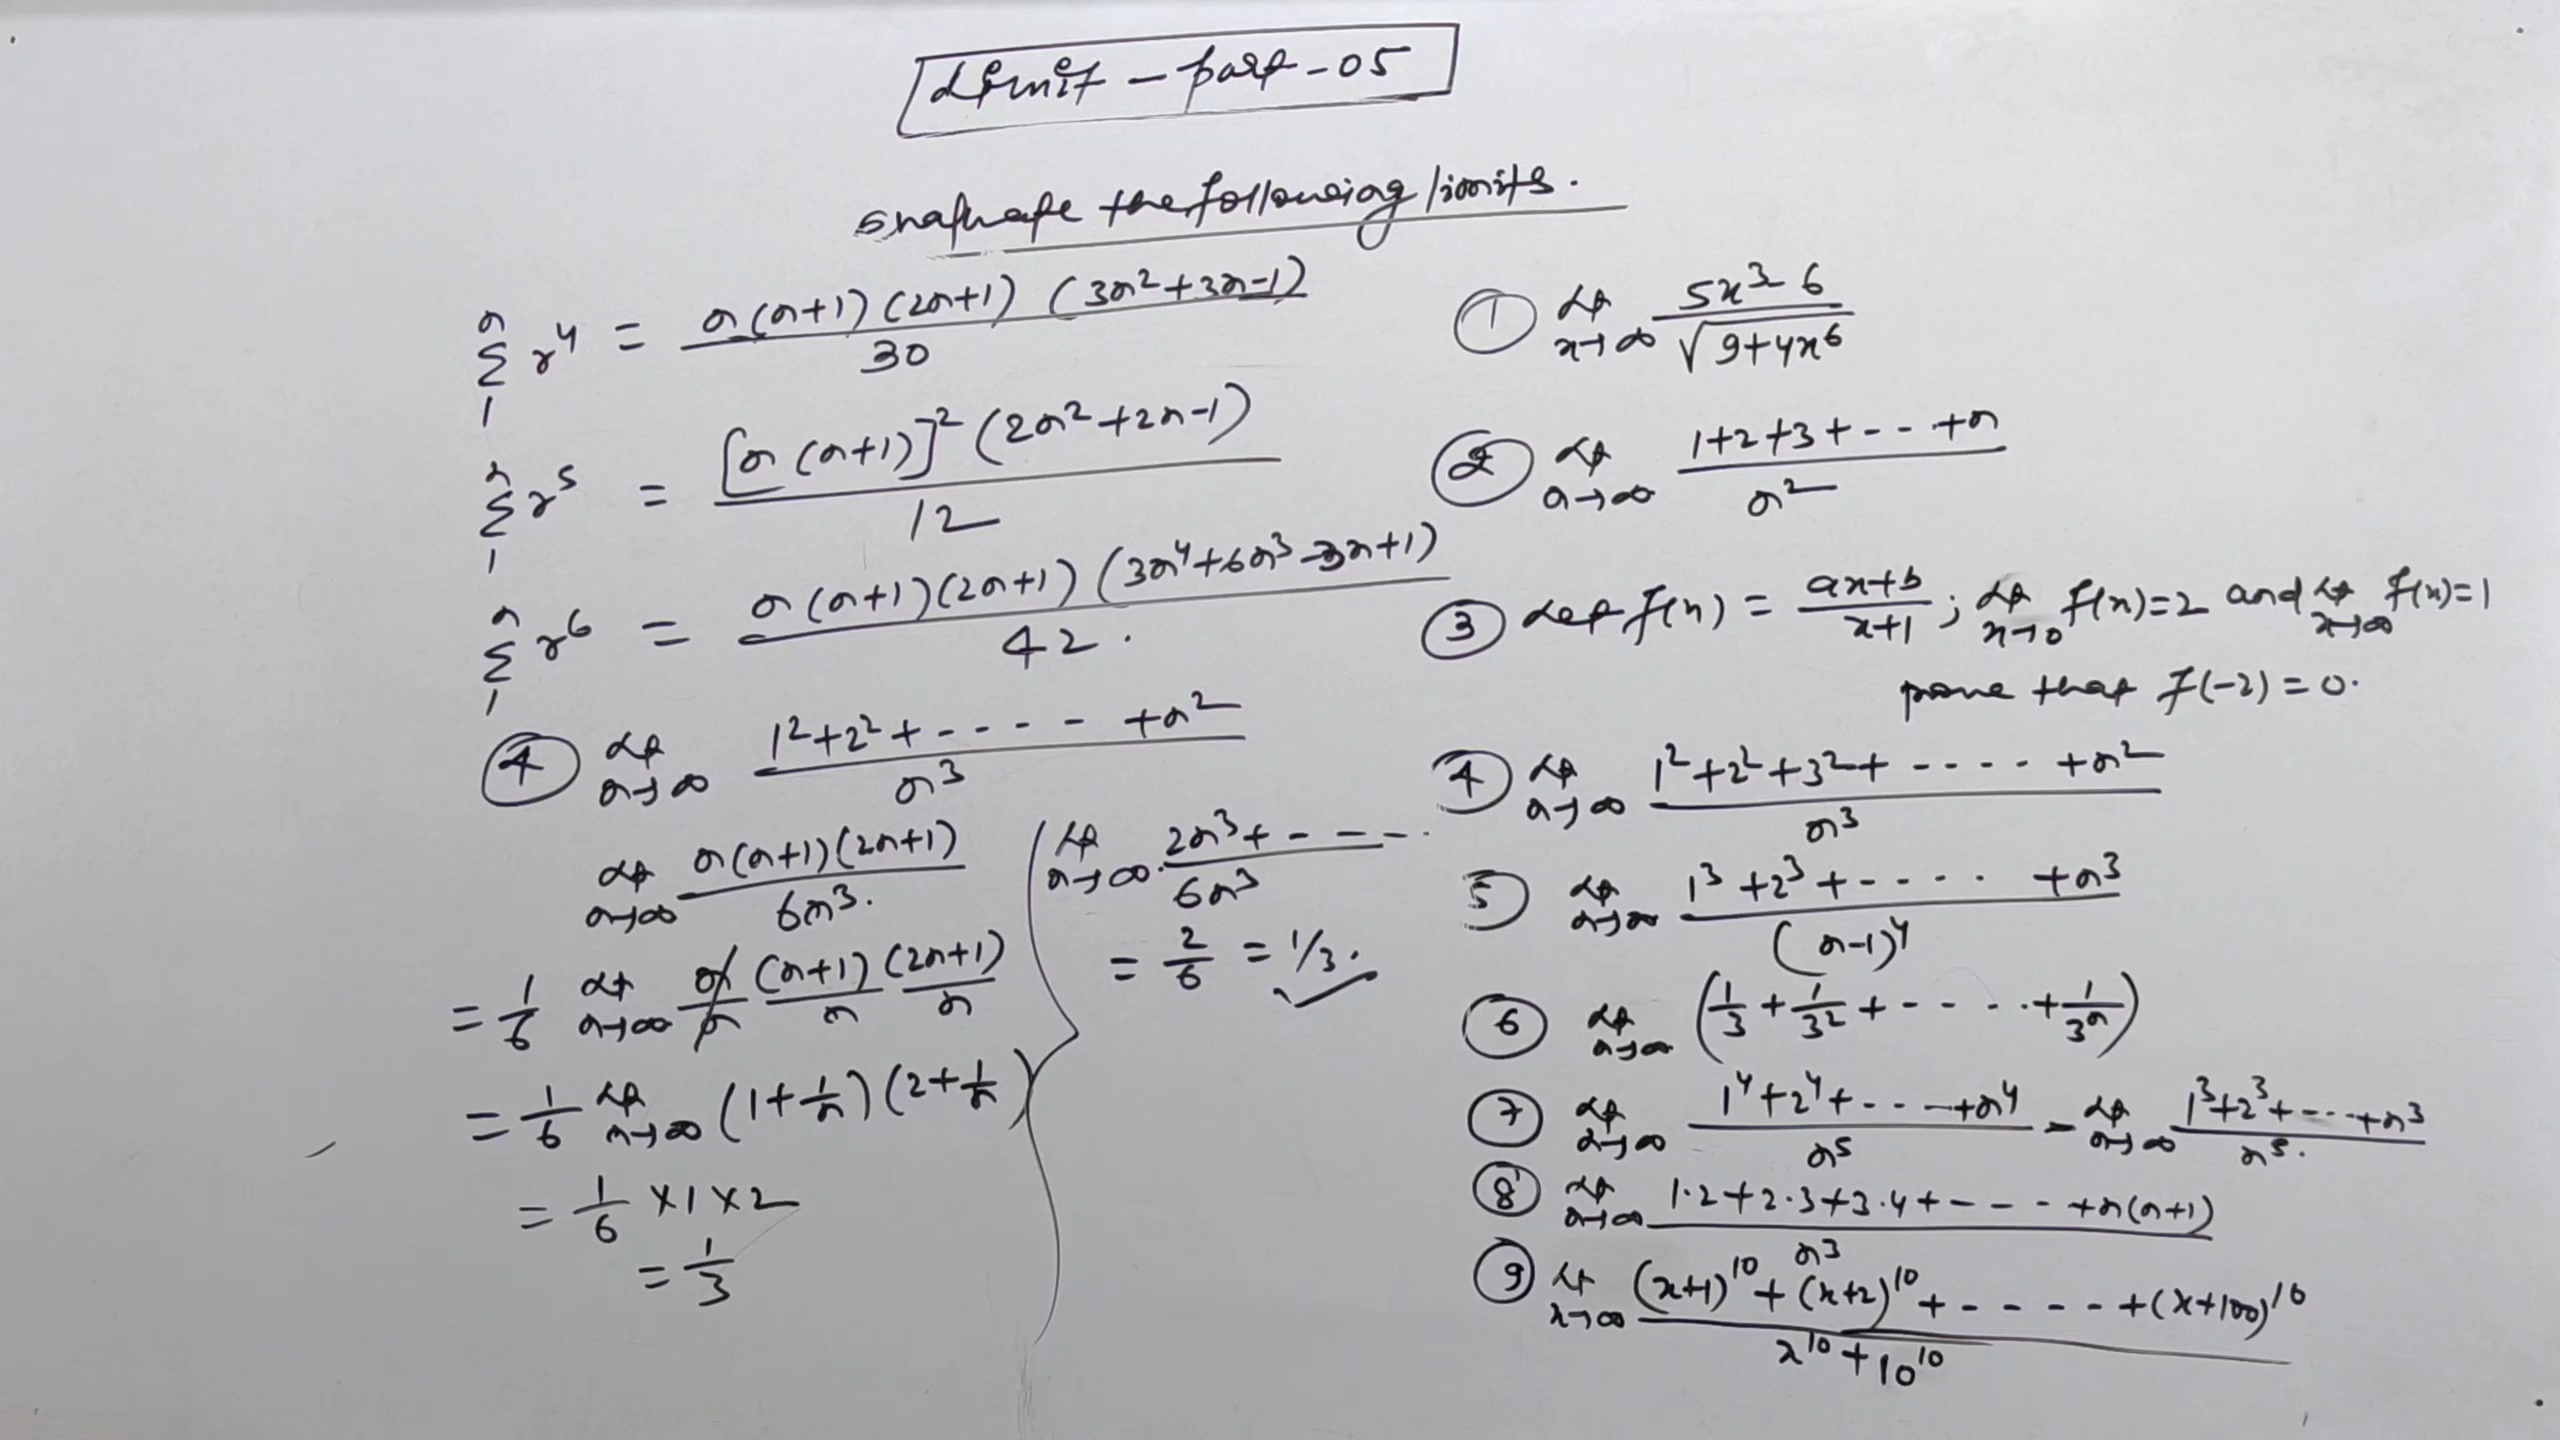 Limit - part - 05
Evaluate the following limits.
n Σ 1 r⁴ = n(n+1)(2n+1) (3n²+3n-1) / 30
n Σ 1 r⁵ = [n(n+1)]² (2n²+2n-1) / 12
n Σ 1 r⁶ = n(n+1)(2n+1) (3n⁴+6n³-3n+1) / 42.
④ Lt n→∞ 1²+2²+---- +n² / n³
Lt n→∞ n(n+1)(2n+1) / 6n³.
= 1/6 Lt n→∞ n/n (n+1)/n (2n+1)/n
= 1/6 Lt n→∞ (1+1/n)(2+1/n)
= 1/6 ×1×2
= 1/3
Lt n→∞ 2n³+---- / 6n³
= 2/6 = 1/3.
① Lt x→∞ 5x³-6 / √9+4x⁶
② Lt n→∞ 1+2+3+--·+n / n²
③ Let f(x) = ax+b / x+1 ; Lt x→0 f(x)=2 and Lt x→∞ f(x)=1
prove that f(-2)=0.
④ Lt n→∞ 1²+2²+3²+---- +n² / n³
⑤ Lt n→∞ 1³+2³+---- +n³ / (n-1)⁴
⑥ Lt n→∞ (1/3 + 1/3² + ---- + 1/3ⁿ)
⑦ Lt n→∞ 1⁴+2⁴+---+n⁴ / n⁵ - Lt n→∞ 1³+2³+---+n³ / n⁵.
⑧ Lt n→∞ 1·2+2·3+3·4+---- +n(n+1) / n³
⑨ Lt x→∞ (x+1)¹⁰+(x+2)¹⁰+-----+(x+100)¹⁰ / x¹⁰+10¹⁰